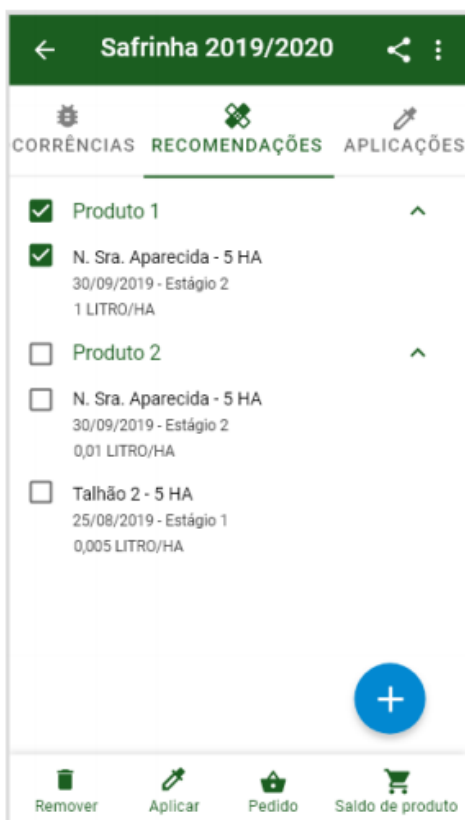 Safrinha 2019/2020
CORRÊNCIAS RECOMENDAÇÕES APLICAÇÕES
Produto 1
N. Sra. Aparecida - 5 HA
30/09/2019 - Estágio 2
1 LITRO/HA
Produto 2
N. Sra. Aparecida - 5 HA
30/09/2019 - Estágio 2
0,01 LITRO/HA
Talhão 2 - 5 HA
25/08/2019 - Estágio 1
0,005 LITRO/HA
Remover Aplicar Pedido Saldo de produto